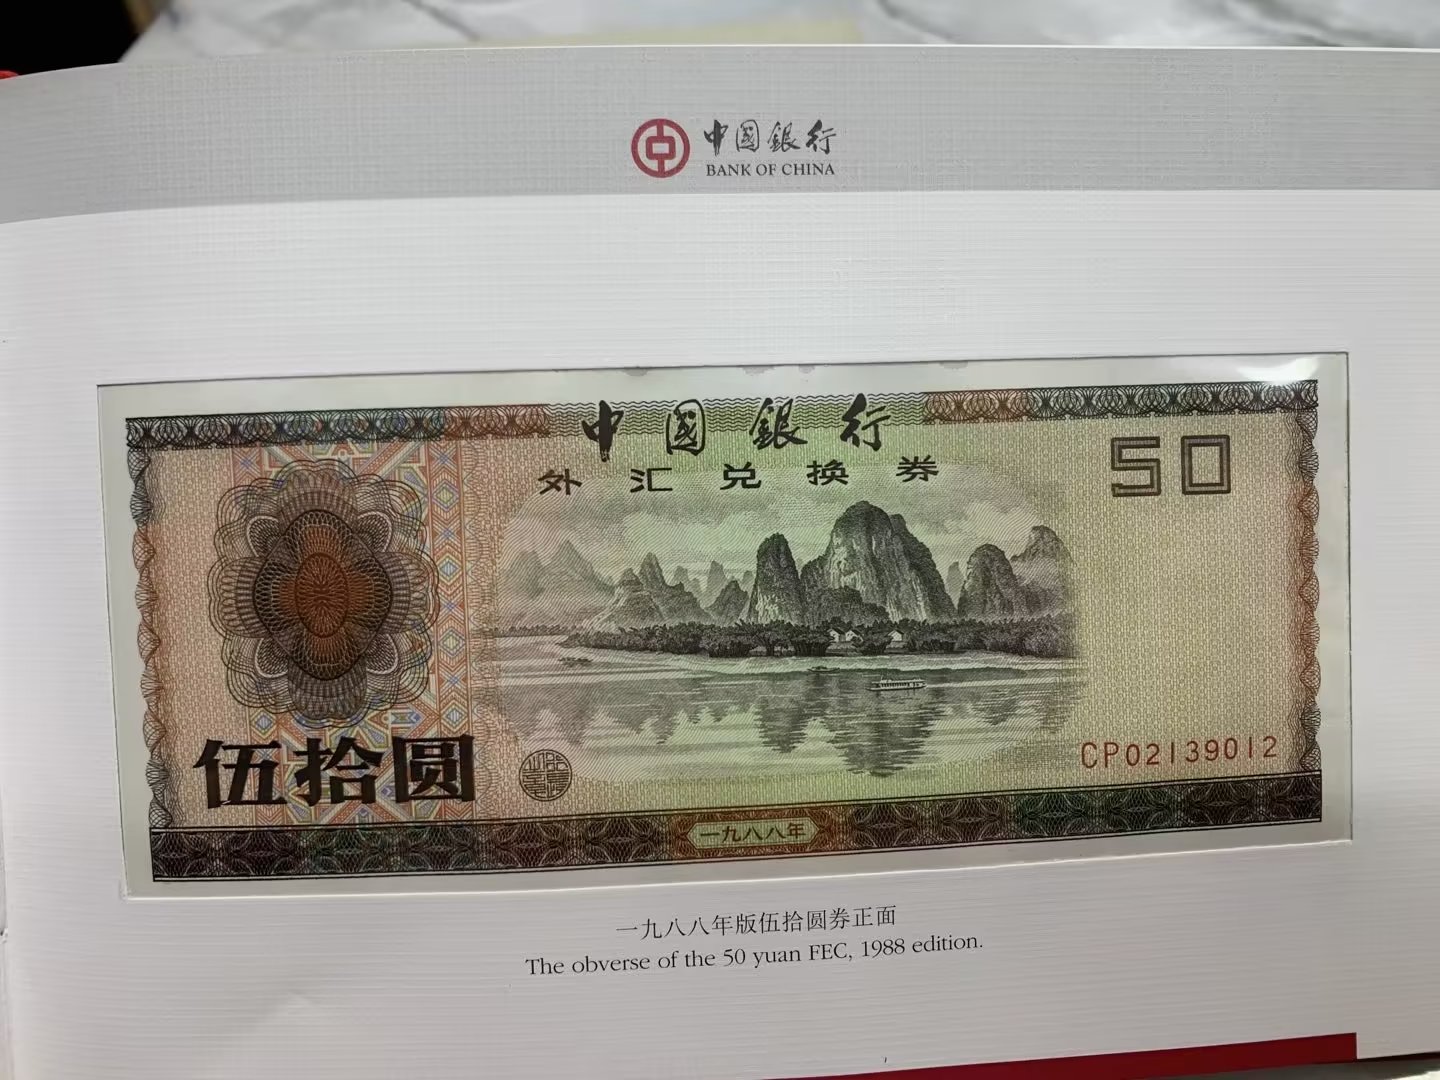 中國銀行
BANK OF CHINA
中國銀行
外汇兑换券
50
伍拾圆
CP02139012
一九八八年
一九八八年版伍拾圆券正面
The obverse of the 50 yuan FEC, 1988 edition.